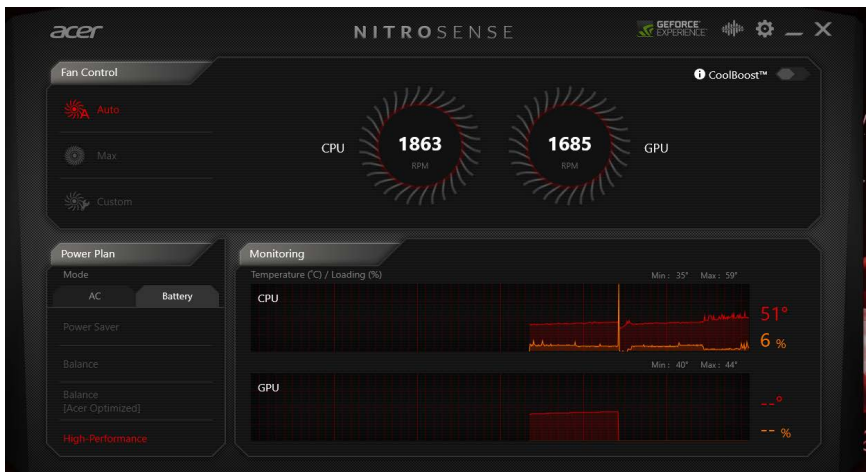 acer
NITROSENSE
GEFORCE
EXPERIENCE
Fan Control
CoolBoost™
Auto
Max
Custom
CPU
1863
RPM
1685
RPM
GPU
Power Plan
Mode
AC
Battery
Power Saver
Balance
Balance
[Acer Optimized]
High-Performance
Monitoring
Temperature (°C) / Loading (%)
Min : 35° Max : 59°
CPU
51°
6 %
Min : 40° Max : 44°
GPU
--°
-- %